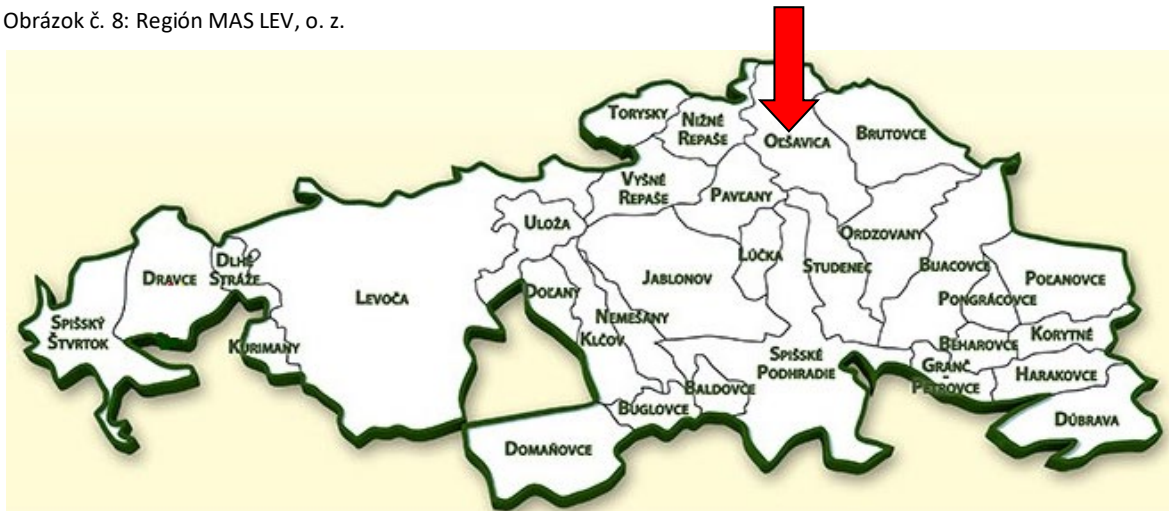 Obrázok č. 8: Región MAS LEV, o. z.
TORYSKY
NIŽNÉ
REPAŠE
OĽŠAVICA
BRUTOVCE
VYŠNÉ
REPAŠE
PAVĽANY
ULOŽA
ORDZOVANY
DLHÉ
STRÁŽE
DRAVCE
LÚČKA
STUDENEC
BUACOVCE
JABLONOV
POĽANOVCE
LEVOČA
DOĽANY
PONGRÁCOVCE
NEMEŠANY
SPIŠSKÝ
ŠTVRTOK
KORYTNÉ
KLČOV
BEHAROVCE
KURIMANY
SPIŠSKÉ
PODHRADIE
GRANČ
-
PETROVCE
HARAKOVCE
BALDOVCE
BUGLOVCE
DÚBRAVA
DOMAŇOVCE